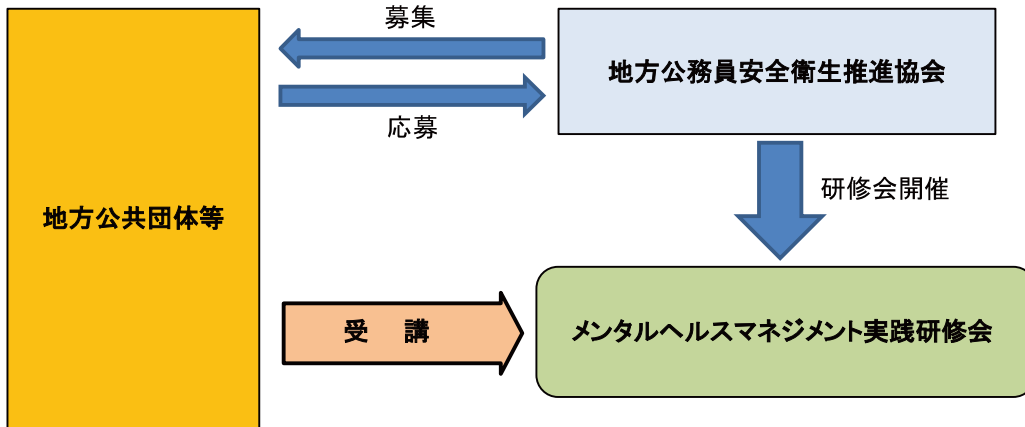 募集
地方公務員安全衛生推進協会
応募
研修会開催
地方公共団体等
受　講
メンタルヘルスマネジメント実践研修会